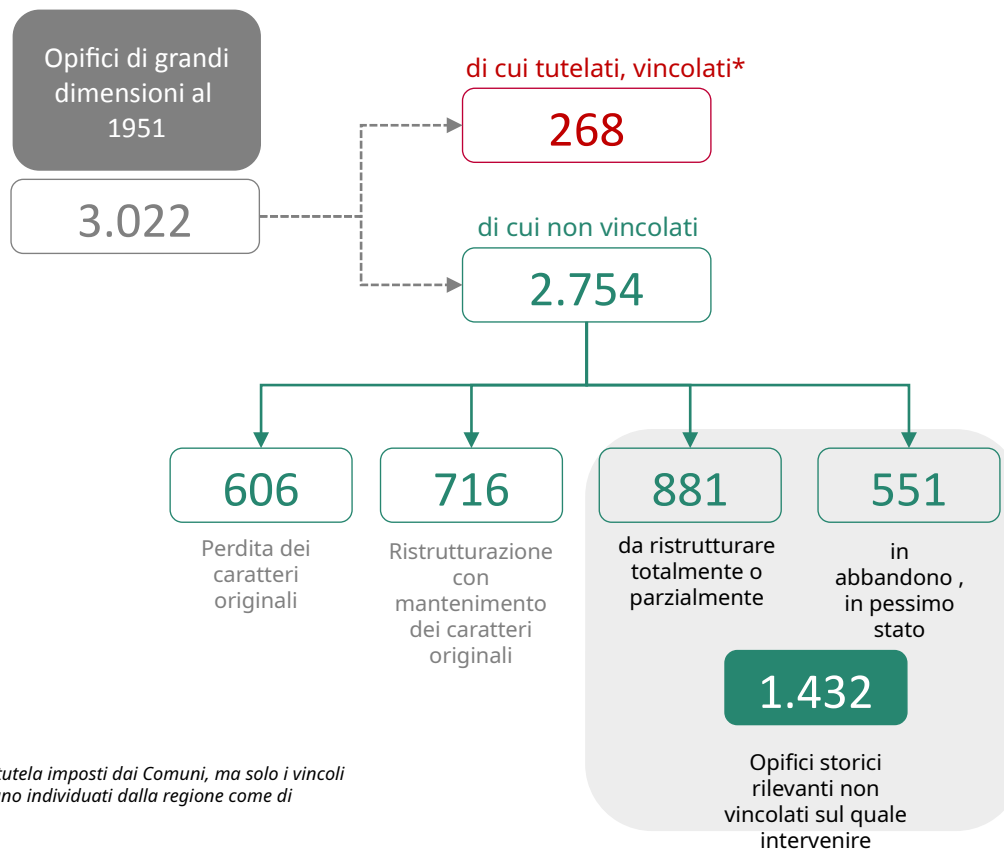 Opifici di grandi
dimensioni al
1951
3.022
di cui tutelati, vincolati*
268
di cui non vincolati
2.754
606
Perdita dei
caratteri
originali
716
Ristrutturazione
con
mantenimento
dei caratteri
originali
881
da ristrutturare
totalmente o
parzialmente
551
in
abbandono ,
in pessimo
stato
1.432
Opifici storici
rilevanti non
vincolati sul quale
intervenire
tutela imposti dai Comuni, ma solo i vincoli
individuati dalla regione come di